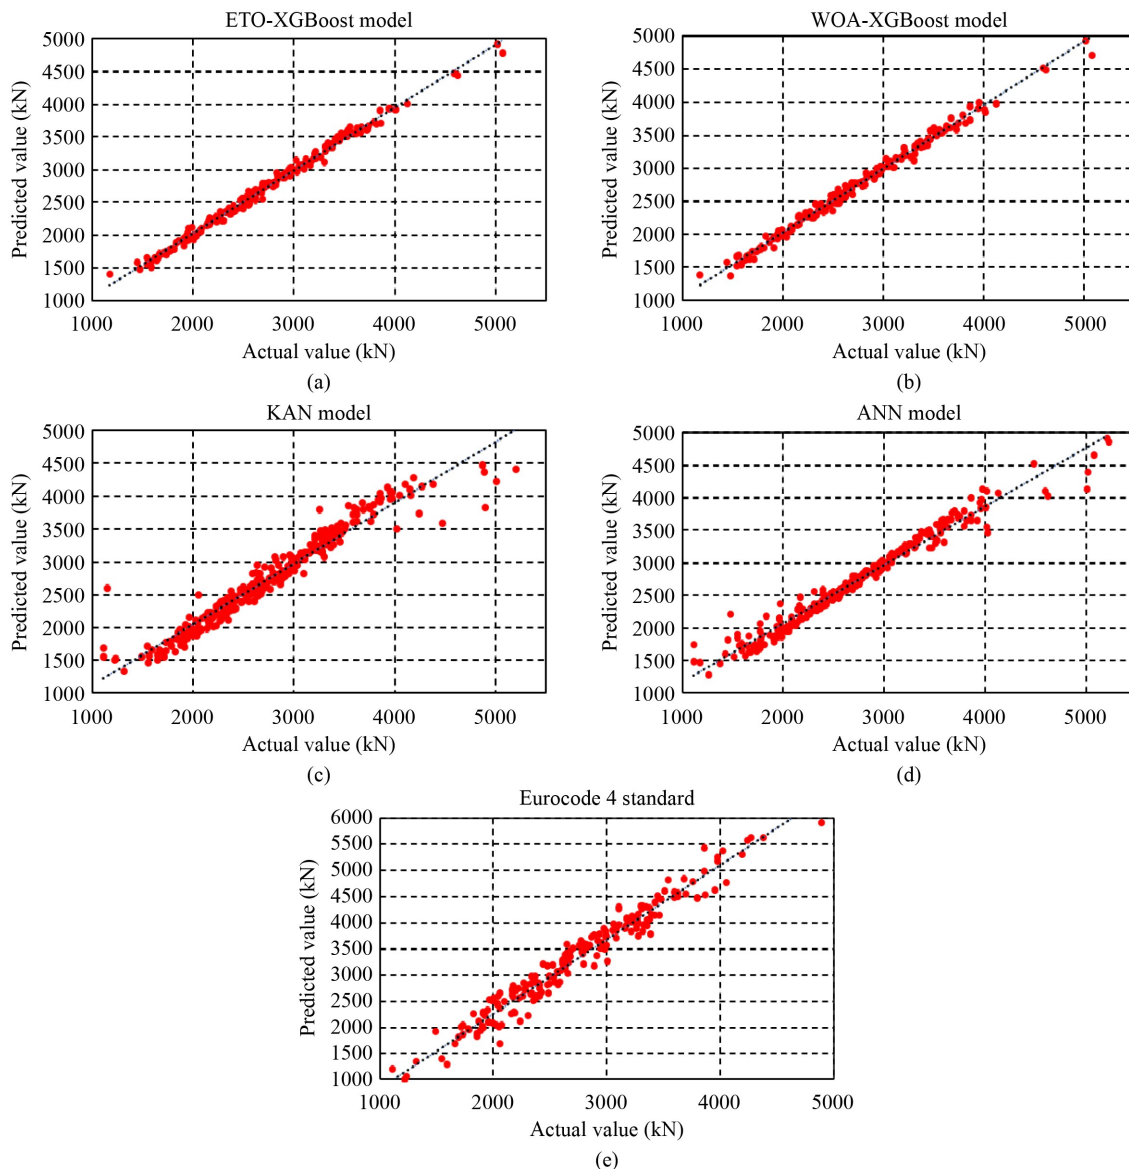 ETO-XGBoost model
5000
4500
4000
3500
3000
2500
2000
1500
1000
Predicted value (kN)
1000 2000 3000 4000 5000
Actual value (kN)
(a)
WOA-XGBoost model
5000
4500
4000
3500
3000
2500
2000
1500
1000
Predicted value (kN)
1000 2000 3000 4000 5000
Actual value (kN)
(b)
KAN model
5000
4500
4000
3500
3000
2500
2000
1500
1000
Predicted value (kN)
1000 2000 3000 4000 5000
Actual value (kN)
(c)
ANN model
5000
4500
4000
3500
3000
2500
2000
1500
1000
Predicted value (kN)
1000 2000 3000 4000 5000
Actual value (kN)
(d)
Eurocode 4 standard
6000
5500
5000
4500
4000
3500
3000
2500
2000
1500
1000
Predicted value (kN)
1000 2000 3000 4000 5000
Actual value (kN)
(e)